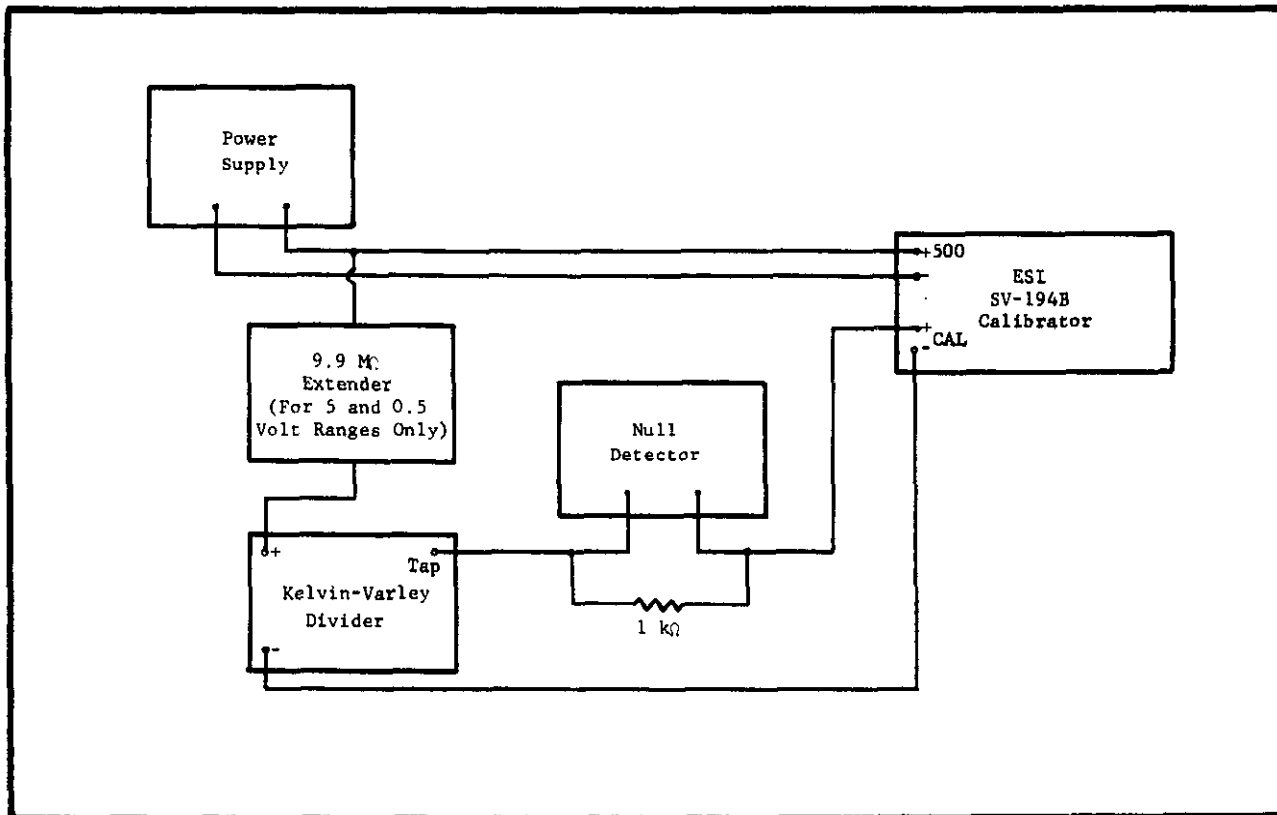 Power
Supply
+500
-
ESI
SV-194B
Calibrator
+
CAL
-
9.9 MΩ
Extender
(For 5 and 0.5
Volt Ranges Only)
Null
Detector
+
Tap
Kelvin-Varley
Divider
-
1 kΩ